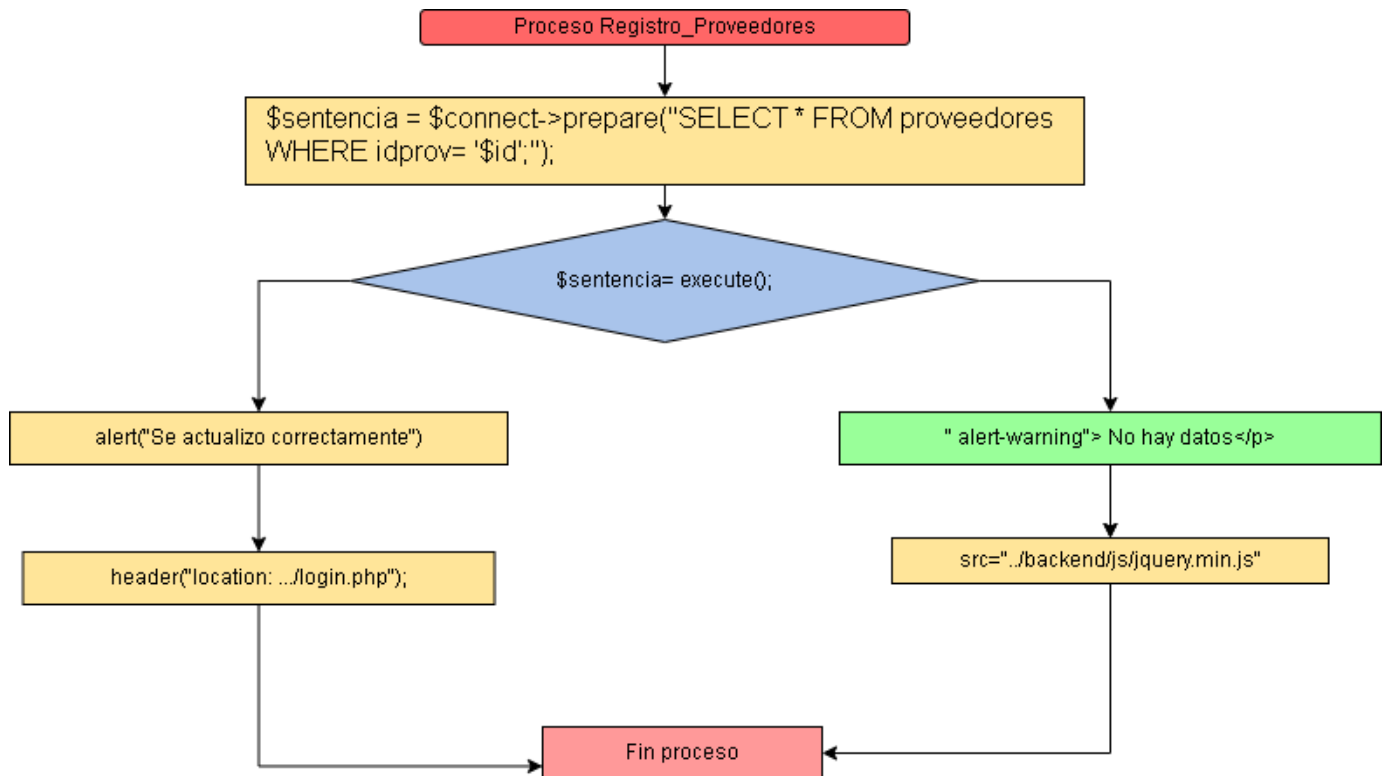 Proceso Registro_Proveedores
$sentencia = $connect->prepare("SELECT * FROM proveedores
WHERE idprov= '$id';");
$sentencia= execute();
alert("Se actualizo correctamente")
" alert-warning"> No hay datos</p>
header("location: .../login.php");
src="../backend/js/jquery.min.js"
Fin proceso